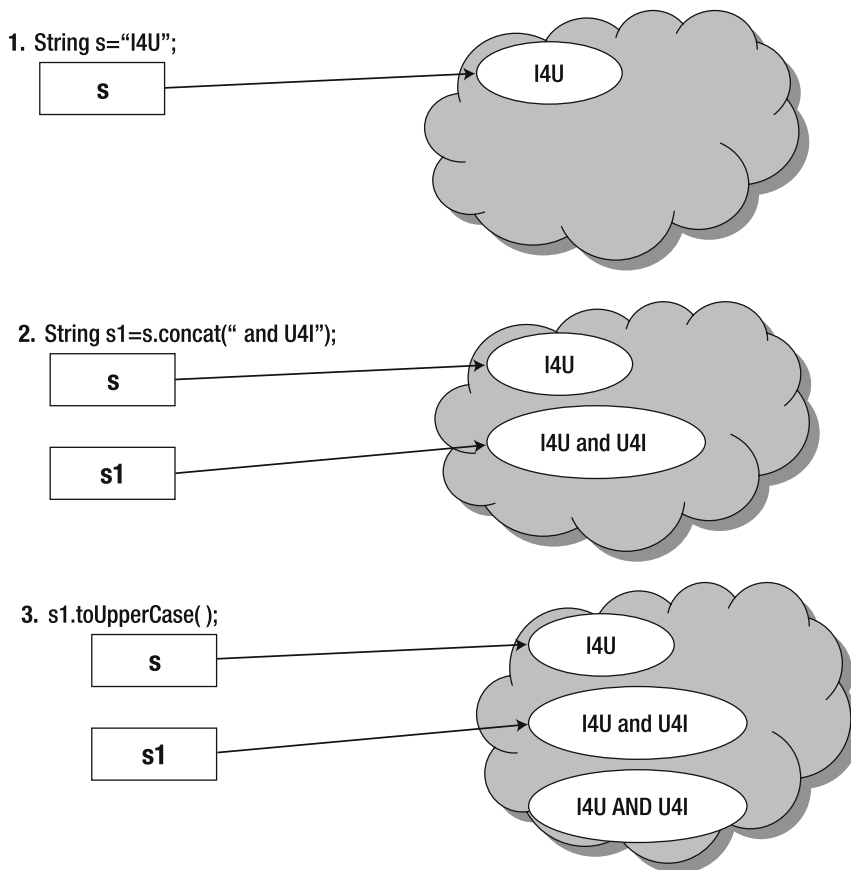 1. String s=“I4U”;
s
I4U
2. String s1=s.concat(“ and U4I”);
s
I4U
s1
I4U and U4I
3. s1.toUpperCase( );
s
I4U
s1
I4U and U4I
I4U AND U4I